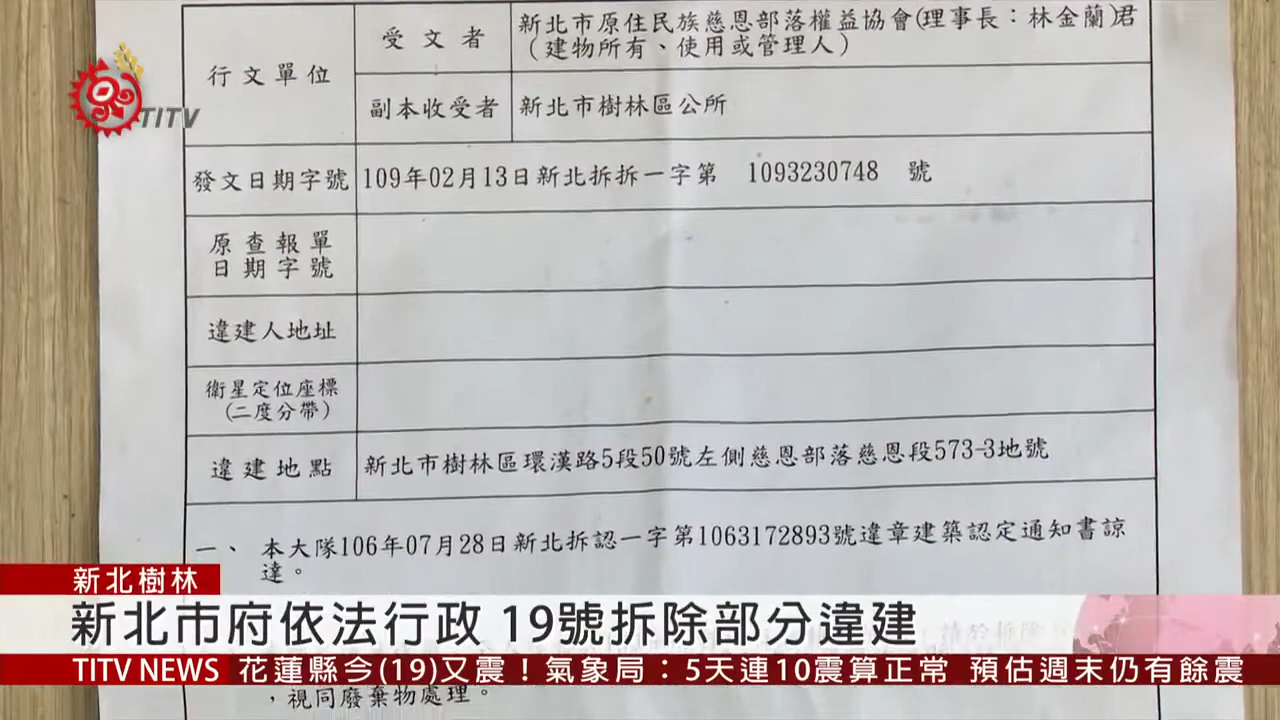 行文單位
受文者
新北市原住民族慈恩部落權益協會(理事長：林金蘭)君
（建物所有、使用或管理人）
副本收受者
新北市樹林區公所
TITV
發文日期字號
109年02月13日新北拆拆一字第 1093230748 號
原查報單
日期字號
違建人地址
衛星定位座標
(二度分帶)
違建地點
新北市樹林區環漢路5段50號左側慈恩部落慈恩段573-3地號
一、 本大隊106年07月28日新北拆認一字第1063172893號違章建築認定通知書諒
達。
新北樹林
新北市府依法行政 19號拆除部分違建
TITV NEWS 花蓮縣今(19)又震！氣象局：5天連10震算正常 預估週末仍有餘震
，視同廢棄物處理。